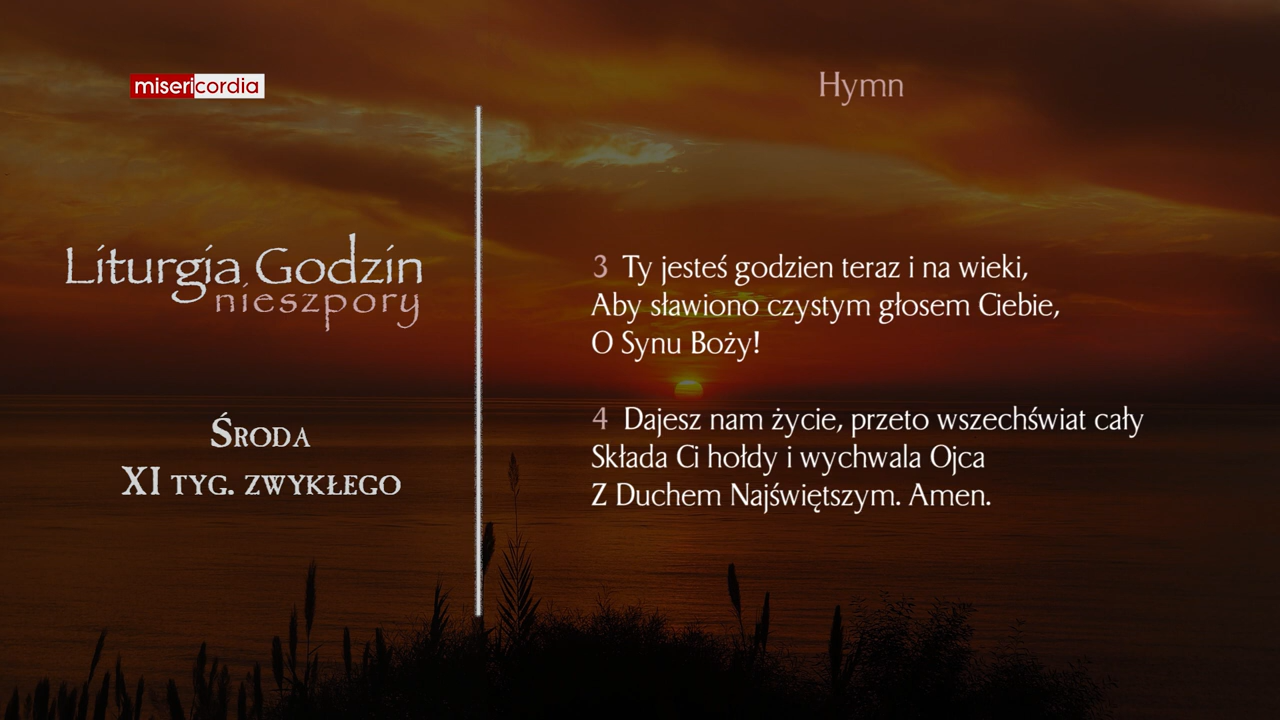 misericordia
Hymn
Liturgia Godzin
nieszpory
Środa
XI tyg. zwykłego
3 Ty jesteś godzien teraz i na wieki,
Aby sławiono czystym głosem Ciebie,
O Synu Boży!
4 Dajesz nam życie, przeto wszechświat cały
Składa Ci hołdy i wychwala Ojca
Z Duchem Najświętszym. Amen.